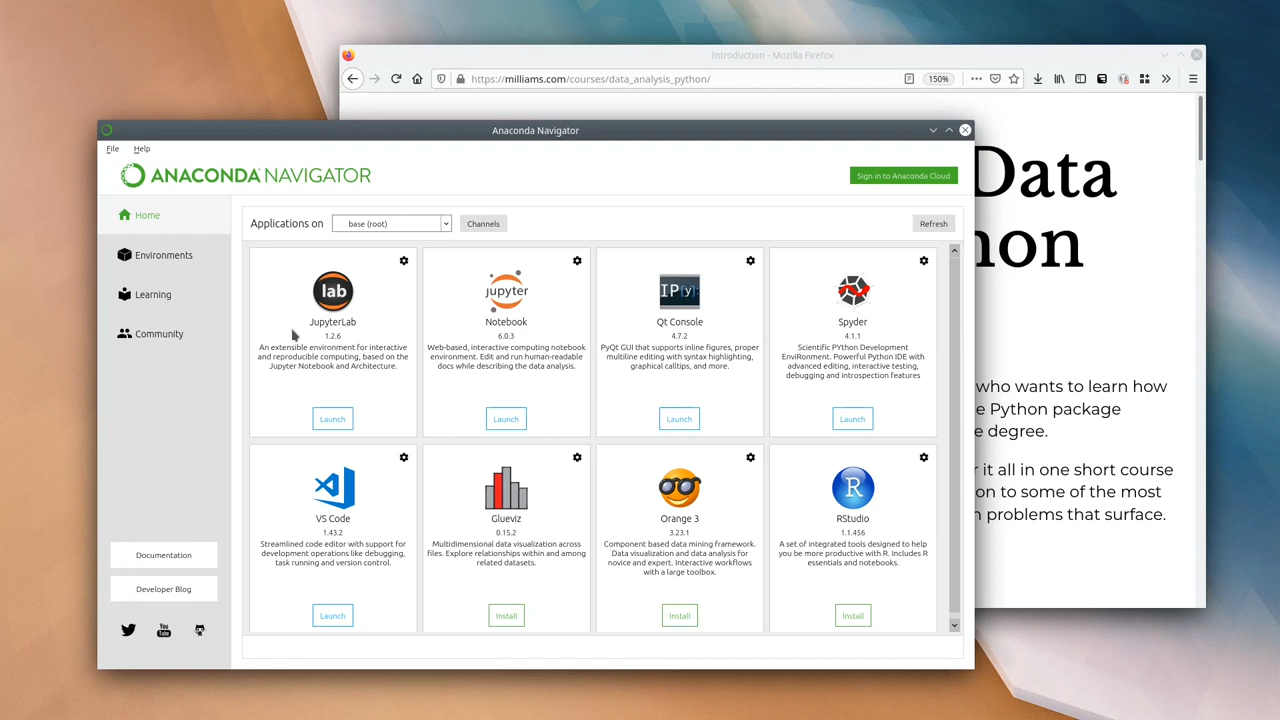 Introduction - Mozilla Firefox
https://milliams.com/courses/data_analysis_python/
150%
Data
who wants to learn how
e Python package
e degree.
it all in one short course
on to some of the most
problems that surface.
Anaconda Navigator
File Help
ANACONDA NAVIGATOR
Sign in to Anaconda Cloud
Home
Environments
Learning
Community
Documentation
Developer Blog
You
Tube
Applications on
base (root)
Channels
Refresh
lab
JupyterLab
1.2.6
An extensible environment for interactive
and reproducible computing, based on the
Jupyter Notebook and Architecture.
Launch
jupyter
Notebook
6.0.3
Web-based, interactive computing notebook
environment. Edit and run human-readable
docs while describing the data analysis.
Launch
IP[y]:
Qt Console
4.7.2
PyQt GUI that supports inline figures, proper
multiline editing with syntax highlighting,
graphical calltips, and more.
Launch
Spyder
4.1.1
Scientific PYthon Development
EnviRonment. Powerful Python IDE with
advanced editing, interactive testing,
debugging and introspection features
Launch
VS Code
1.43.2
Streamlined code editor with support for
development operations like debugging,
task running and version control.
Launch
Glueviz
0.15.2
Multidimensional data visualization across
files. Explore relationships within and among
related datasets.
Install
Orange 3
3.23.1
Component based data mining framework.
Data visualization and data analysis for
novice and expert. Interactive workflows
with a large toolbox.
Install
R
RStudio
1.1.456
A set of integrated tools designed to help
you be more productive with R. Includes R
essentials and notebooks.
Install